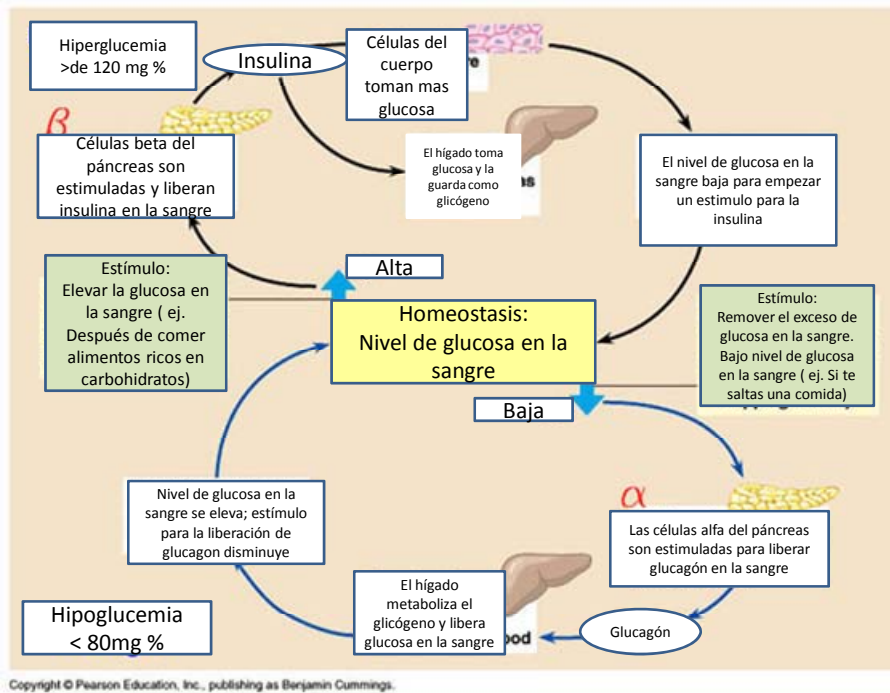 Hiperglucemia
>de 120 mg %
Insulina
Células del
cuerpo
toman mas
glucosa
re
β
Células beta del
páncreas son
estimuladas y liberan
insulina en la sangre
El hígado toma
glucosa y la
guarda como
glicógeno
as
El nivel de glucosa en la
sangre baja para empezar
un estimulo para la
insulina
Alta
Estímulo:
Elevar la glucosa en
la sangre ( ej.
Después de comer
alimentos ricos en
carbohidratos)
Homeostasis:
Nivel de glucosa en la
sangre
Estímulo:
Remover el exceso de
glucosa en la sangre.
Bajo nivel de glucosa
en la sangre ( ej. Si te
saltas una comida)
Baja
Nivel de glucosa en la
sangre se eleva; estímulo
para la liberación de
glucagon disminuye
α
Las células alfa del páncreas
son estimuladas para liberar
glucagón en la sangre
El hígado
metaboliza el
glicógeno y libera
glucosa en la sangre
ood
Glucagón
Hipoglucemia
< 80mg %
Copyright © Pearson Education, Inc., publishing as Benjamin Cummings.